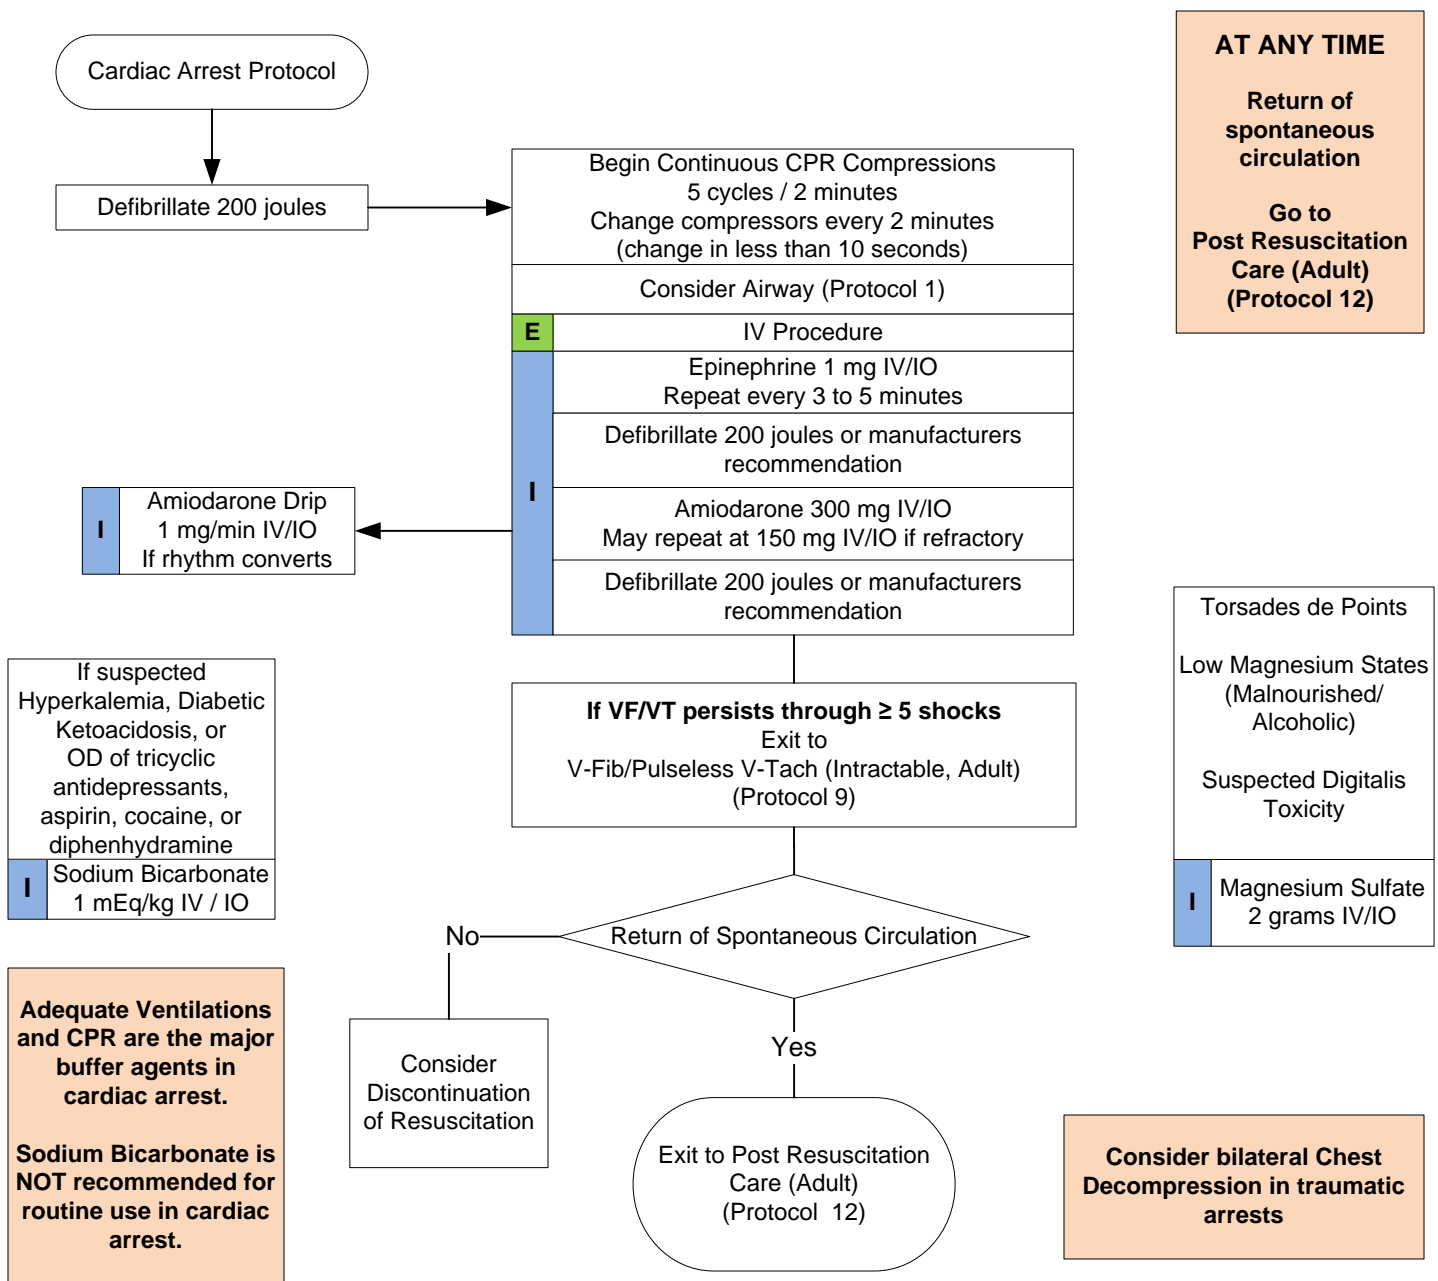 Cardiac Arrest Protocol
Defibrillate 200 joules
Begin Continuous CPR Compressions
5 cycles / 2 minutes
Change compressors every 2 minutes
(change in less than 10 seconds)
Consider Airway (Protocol 1)
E
IV Procedure
I
Epinephrine 1 mg IV/IO
Repeat every 3 to 5 minutes
Defibrillate 200 joules or manufacturers
recommendation
Amiodarone 300 mg IV/IO
May repeat at 150 mg IV/IO if refractory
Defibrillate 200 joules or manufacturers
recommendation
I
Amiodarone Drip
1 mg/min IV/IO
If rhythm converts
AT ANY TIME
Return of
spontaneous
circulation
Go to
Post Resuscitation
Care (Adult)
(Protocol 12)
If suspected
Hyperkalemia, Diabetic
Ketoacidosis, or
OD of tricyclic
antidepressants,
aspirin, cocaine, or
diphenhydramine
I
Sodium Bicarbonate
1 mEq/kg IV / IO
If VF/VT persists through ≥ 5 shocks
Exit to
V-Fib/Pulseless V-Tach (Intractable, Adult)
(Protocol 9)
Torsades de Points
Low Magnesium States
(Malnourished/
Alcoholic)
Suspected Digitalis
Toxicity
I
Magnesium Sulfate
2 grams IV/IO
Return of Spontaneous Circulation
No
Yes
Adequate Ventilations
and CPR are the major
buffer agents in
cardiac arrest.
Sodium Bicarbonate is
NOT recommended for
routine use in cardiac
arrest.
Consider
Discontinuation
of Resuscitation
Exit to Post Resuscitation
Care (Adult)
(Protocol 12)
Consider bilateral Chest
Decompression in traumatic
arrests